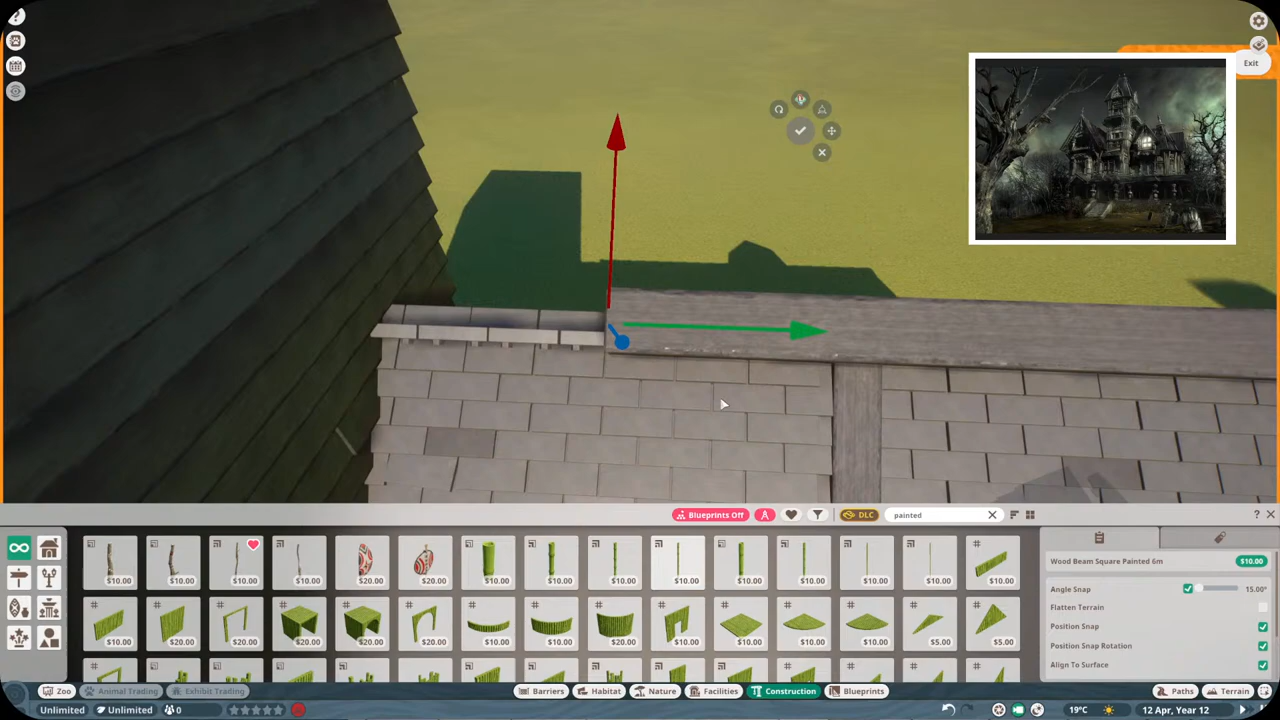 Exit
Blueprints Off
DLC
painted
$10.00 $10.00 $10.00 $10.00 $20.00 $20.00 $10.00 $10.00 $10.00 $10.00 $10.00 $10.00 $10.00 $10.00 $10.00
$10.00 $20.00 $10.00 $20.00 $20.00 $20.00 $10.00 $10.00 $20.00 $10.00 $10.00 $10.00 $10.00 $5.00 $5.00
Wood Beam Square Painted 6m
$10.00
Angle Snap
15.00°
Flatten Terrain
Position Snap
Position Snap Rotation
Align To Surface
Zoo
Animal Trading
Exhibit Trading
Barriers
Habitat
Nature
Facilities
Construction
Blueprints
Paths
Terrain
Unlimited
Unlimited
0
19°C
12 Apr, Year 12